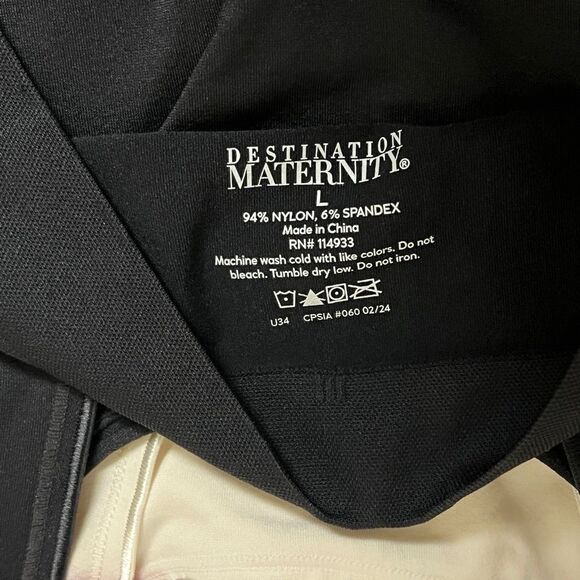 DESTINATION
MATERNITY®
L
94% NYLON, 6% SPANDEX
Made in China
RN# 114933
Machine wash cold with like colors. Do not
bleach. Tumble dry low. Do not iron.
U34 CPSIA #060 02/24